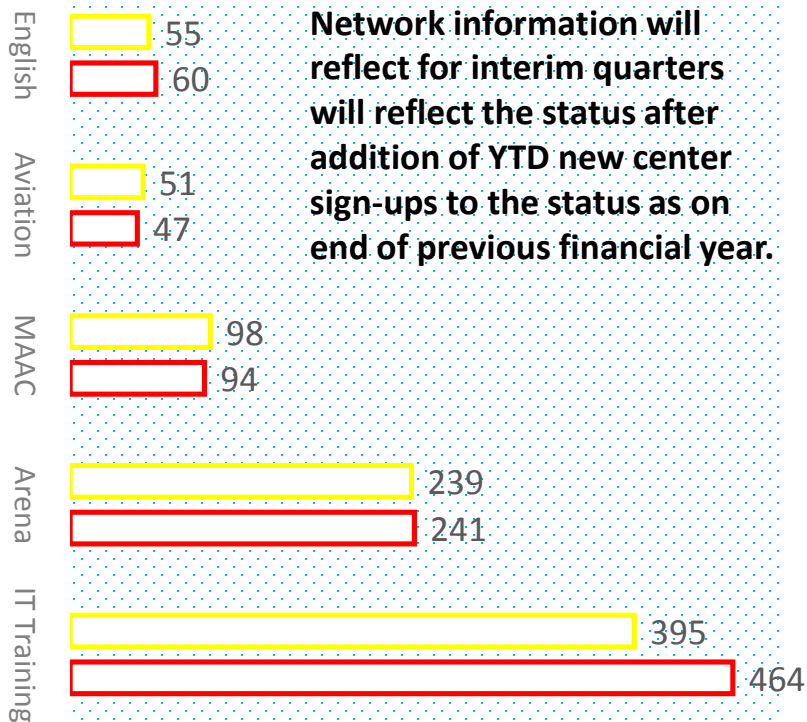 English
55
60
Network information will
reflect for interim quarters
will reflect the status after
addition of YTD new center
sign-ups to the status as on
end of previous financial year.
Aviation
51
47
MAAC
98
94
Arena
239
241
IT Training
395
464